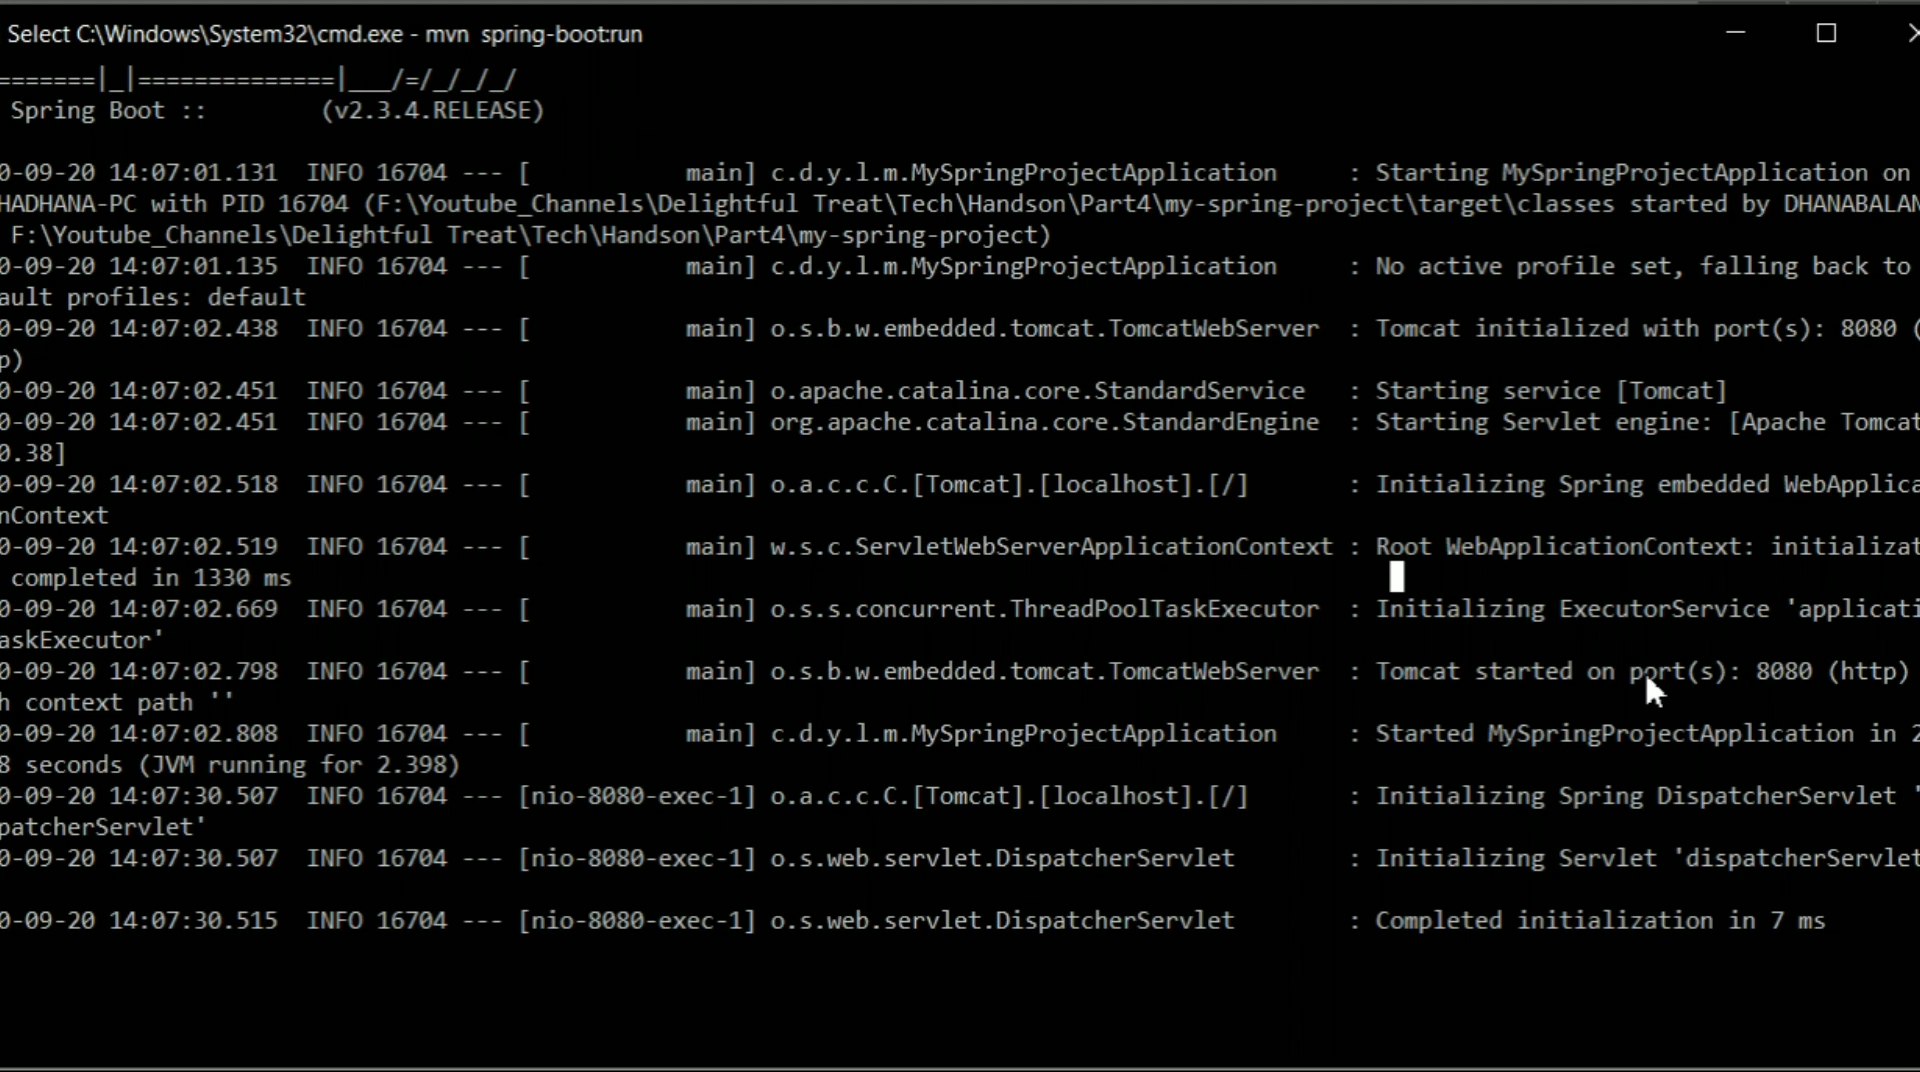 Select C:\Windows\System32\cmd.exe - mvn  spring-boot:run
=======|_|==============|___/=/_/_/_/
Spring Boot ::        (v2.3.4.RELEASE)
0-09-20 14:07:01.131  INFO 16704 --- [           main] c.d.y.l.m.MySpringProjectApplication     : Starting MySpringProjectApplication on
HADHANA-PC with PID 16704 (F:\Youtube_Channels\Delightful Treat\Tech\Handson\Part4\my-spring-project\target\classes started by DHANABALAN
F:\Youtube_Channels\Delightful Treat\Tech\Handson\Part4\my-spring-project)
0-09-20 14:07:01.135  INFO 16704 --- [           main] c.d.y.l.m.MySpringProjectApplication     : No active profile set, falling back to
ault profiles: default
0-09-20 14:07:02.438  INFO 16704 --- [           main] o.s.b.w.embedded.tomcat.TomcatWebServer  : Tomcat initialized with port(s): 8080 (
p)
0-09-20 14:07:02.451  INFO 16704 --- [           main] o.apache.catalina.core.StandardService   : Starting service [Tomcat]
0-09-20 14:07:02.451  INFO 16704 --- [           main] org.apache.catalina.core.StandardEngine  : Starting Servlet engine: [Apache Tomcat
0.38]
0-09-20 14:07:02.518  INFO 16704 --- [           main] o.a.c.c.C.[Tomcat].[localhost].[/]       : Initializing Spring embedded WebApplica
nContext
0-09-20 14:07:02.519  INFO 16704 --- [           main] w.s.c.ServletWebServerApplicationContext : Root WebApplicationContext: initializat
completed in 1330 ms
0-09-20 14:07:02.669  INFO 16704 --- [           main] o.s.s.concurrent.ThreadPoolTaskExecutor  : Initializing ExecutorService 'applicati
askExecutor'
0-09-20 14:07:02.798  INFO 16704 --- [           main] o.s.b.w.embedded.tomcat.TomcatWebServer  : Tomcat started on port(s): 8080 (http)
h context path ''
0-09-20 14:07:02.808  INFO 16704 --- [           main] c.d.y.l.m.MySpringProjectApplication     : Started MySpringProjectApplication in 2
8 seconds (JVM running for 2.398)
0-09-20 14:07:30.507  INFO 16704 --- [nio-8080-exec-1] o.a.c.c.C.[Tomcat].[localhost].[/]       : Initializing Spring DispatcherServlet '
patcherServlet'
0-09-20 14:07:30.507  INFO 16704 --- [nio-8080-exec-1] o.s.web.servlet.DispatcherServlet        : Initializing Servlet 'dispatcherServlet
0-09-20 14:07:30.515  INFO 16704 --- [nio-8080-exec-1] o.s.web.servlet.DispatcherServlet        : Completed initialization in 7 ms